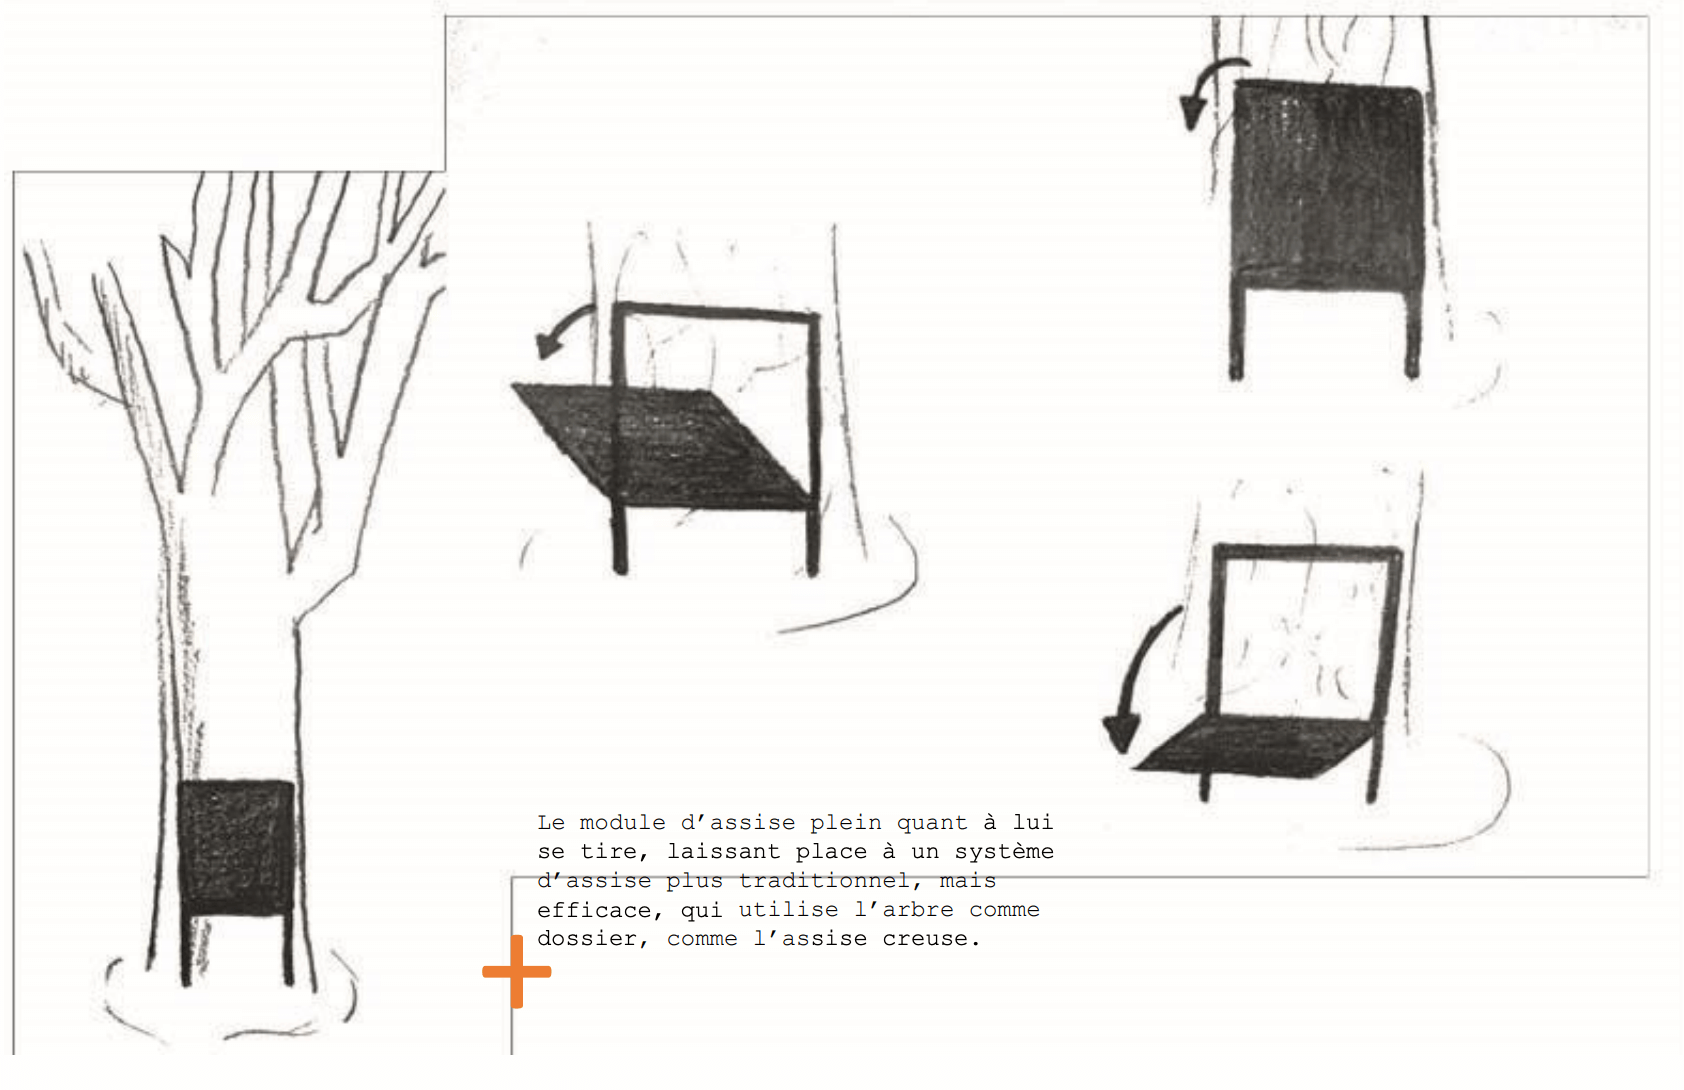 Le module d’assise plein quant à lui
se tire, laissant place à un système
d’assise plus traditionnel, mais
efficace, qui utilise l’arbre comme
dossier, comme l’assise creuse.